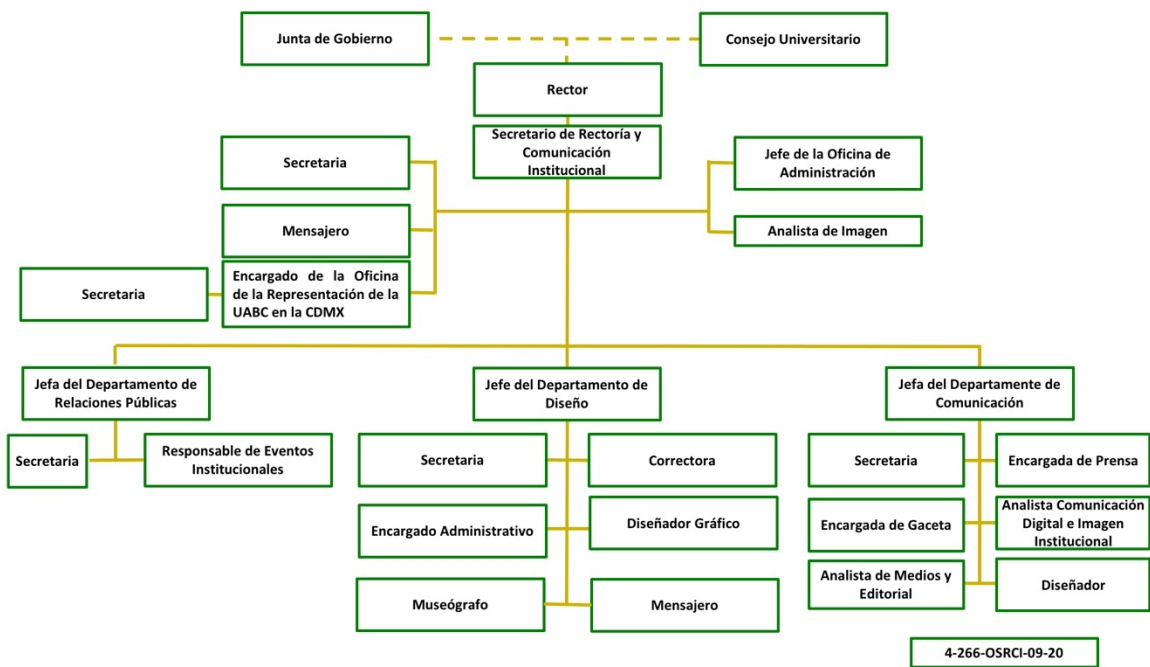 Junta de Gobierno
Consejo Universitario
Rector
Secretario de Rectoría y
Comunicación
Institucional
Secretaria
Jefe de la Oficina de
Administración
Mensajero
Analista de Imagen
Secretaria
Encargado de la Oficina
de la Representación de la
UABC en la CDMX
Jefa del Departamento de
Relaciones Públicas
Jefe del Departamento de
Diseño
Jefa del Departamente de
Comunicación
Secretaria
Responsable de Eventos
Institucionales
Secretaria
Correctora
Encargado Administrativo
Diseñador Gráfico
Museógrafo
Mensajero
Secretaria
Encargada de Prensa
Encargada de Gaceta
Analista Comunicación
Digital e Imagen
Institucional
Analista de Medios y
Editorial
Diseñador
4-266-OSRCI-09-20